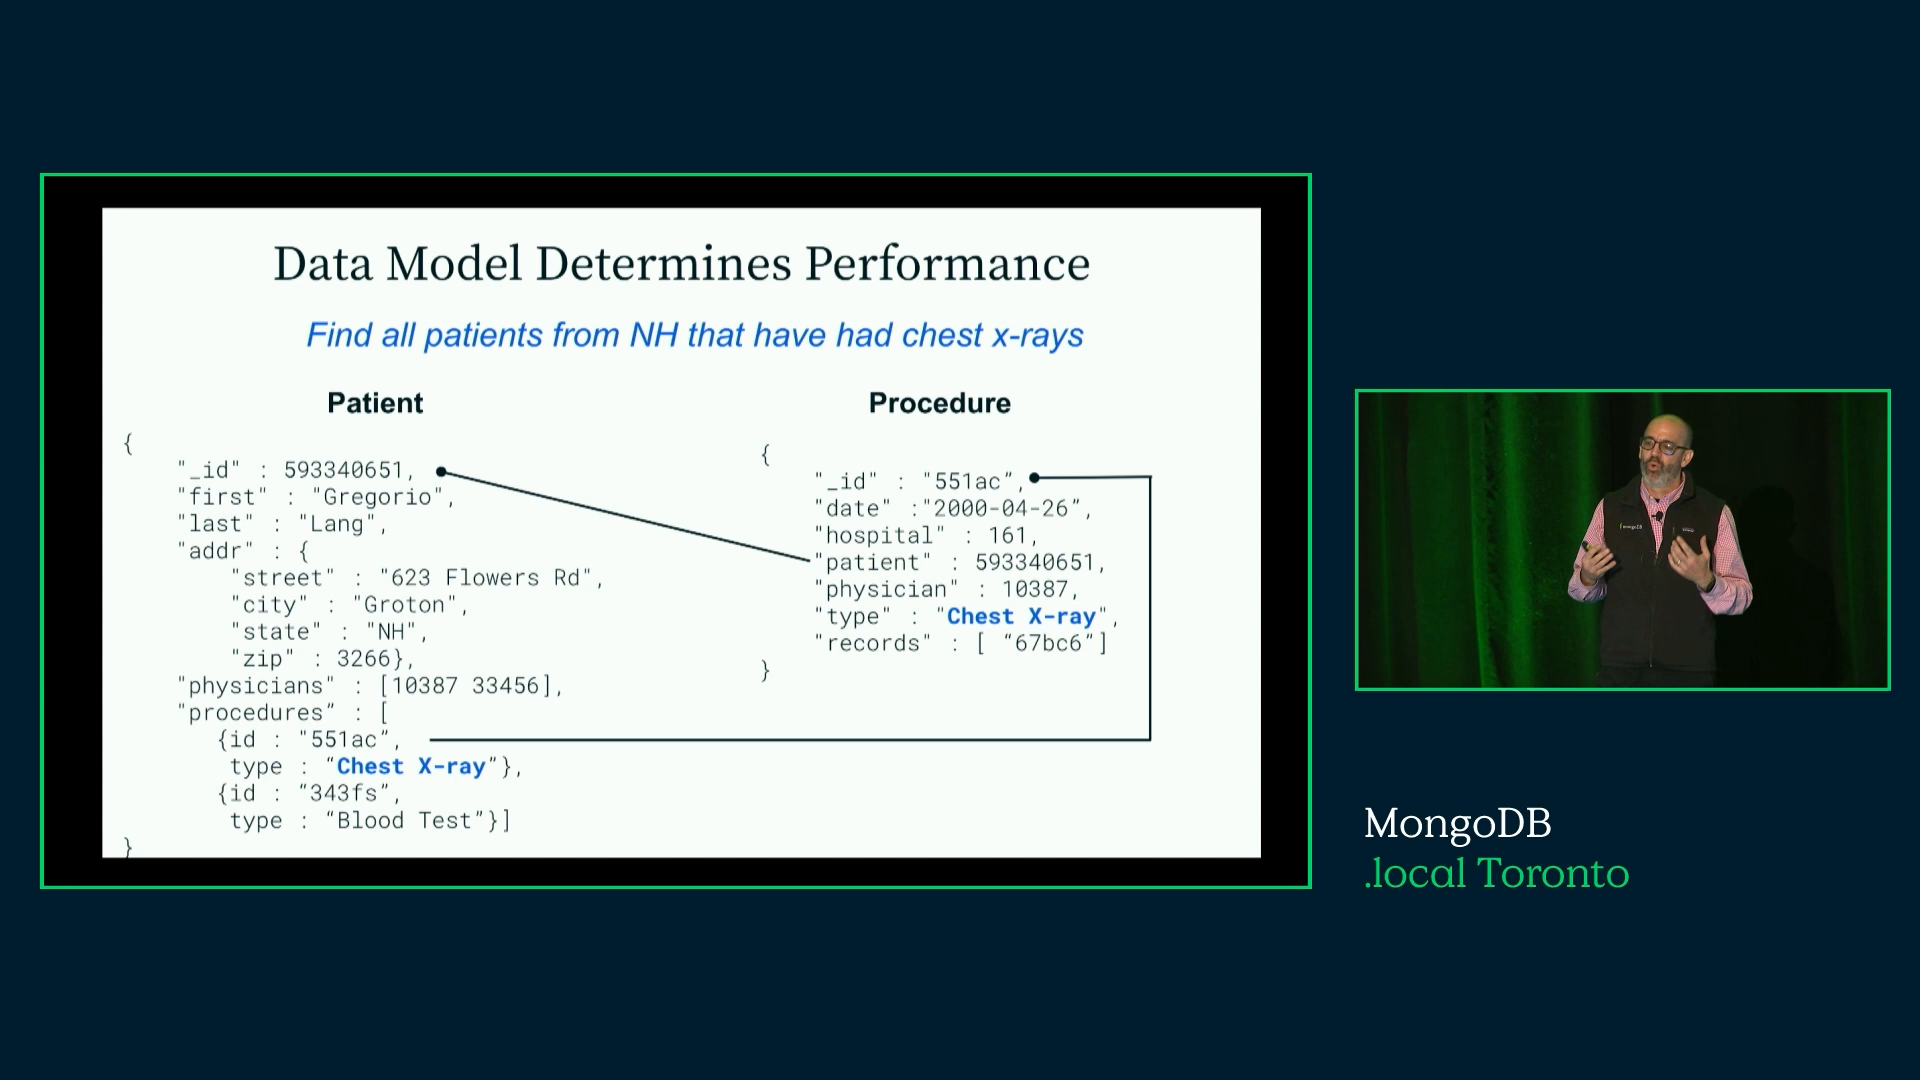 Data Model Determines Performance
Find all patients from NH that have had chest x-rays
Patient
{
"_id" : 593340651,
"first" : "Gregorio",
"last" : "Lang",
"addr" : {
"street" : "623 Flowers Rd",
"city" : "Groton",
"state" : "NH",
"zip" : 3266},
"physicians" : [10387 33456],
"procedures” : [
{id : "551ac”,
type : “Chest X-ray”},
{id : “343fs”,
type : “Blood Test”}]
}
Procedure
{
"_id" : "551ac”,
"date" :"2000-04-26”,
"hospital" : 161,
"patient" : 593340651,
"physician" : 10387,
"type" : "Chest X-ray",
"records" : [ “67bc6”]
}
mongoDB
MongoDB
.local Toronto